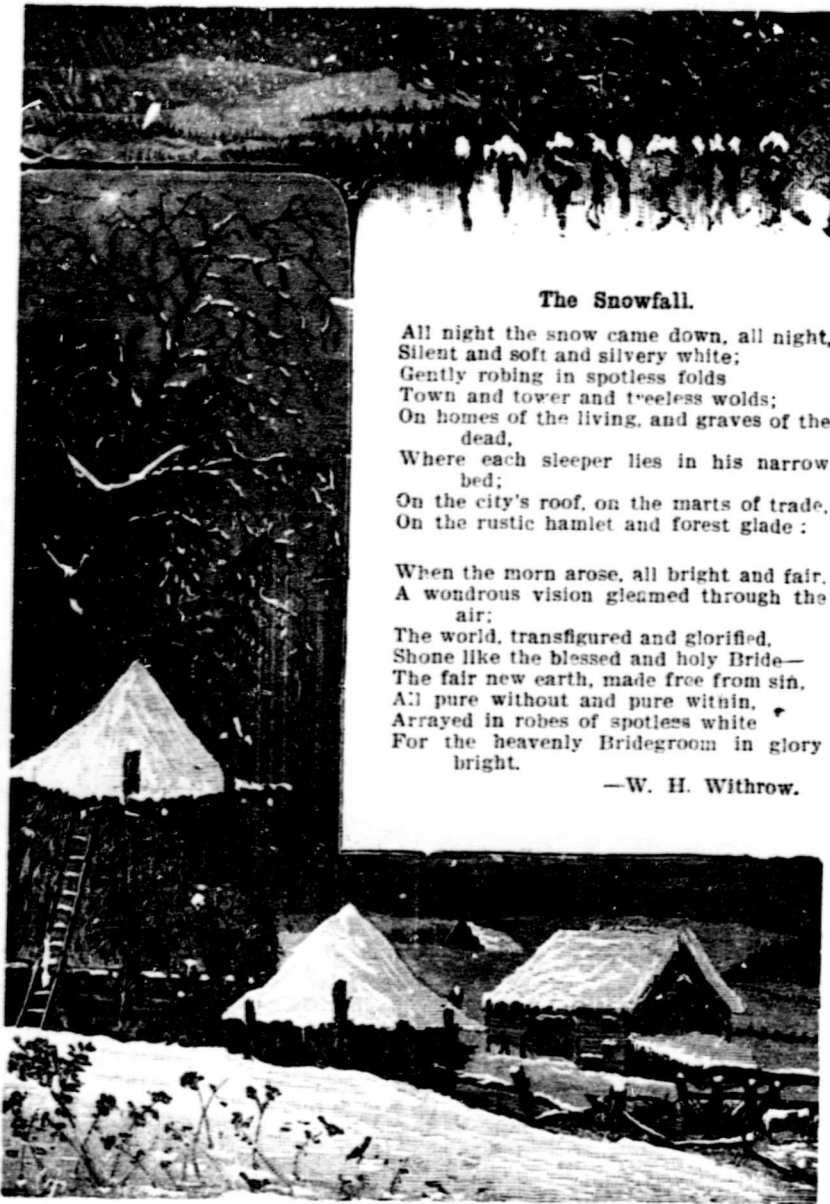 The Snowfall.
All night the snow came down, all night,
Silent and soft and silvery white;
Gently robing in spotless folds
Town and tower and treeless wolds;
On homes of the living, and graves of the
dead,
Where each sleeper lies in his narrow
bed;
On the city's roof, on the marts of trade,
On the rustic hamlet and forest glade :
When the morn arose, all bright and fair,
A wondrous vision gleamed through the
air;
The world, transfigured and glorified,
Shone like the blessed and holy Bride—
The fair new earth, made free from sin,
All pure without and pure within,
Arrayed in robes of spotless white
For the heavenly Bridegroom in glory
bright.
—W. H. Withrow.